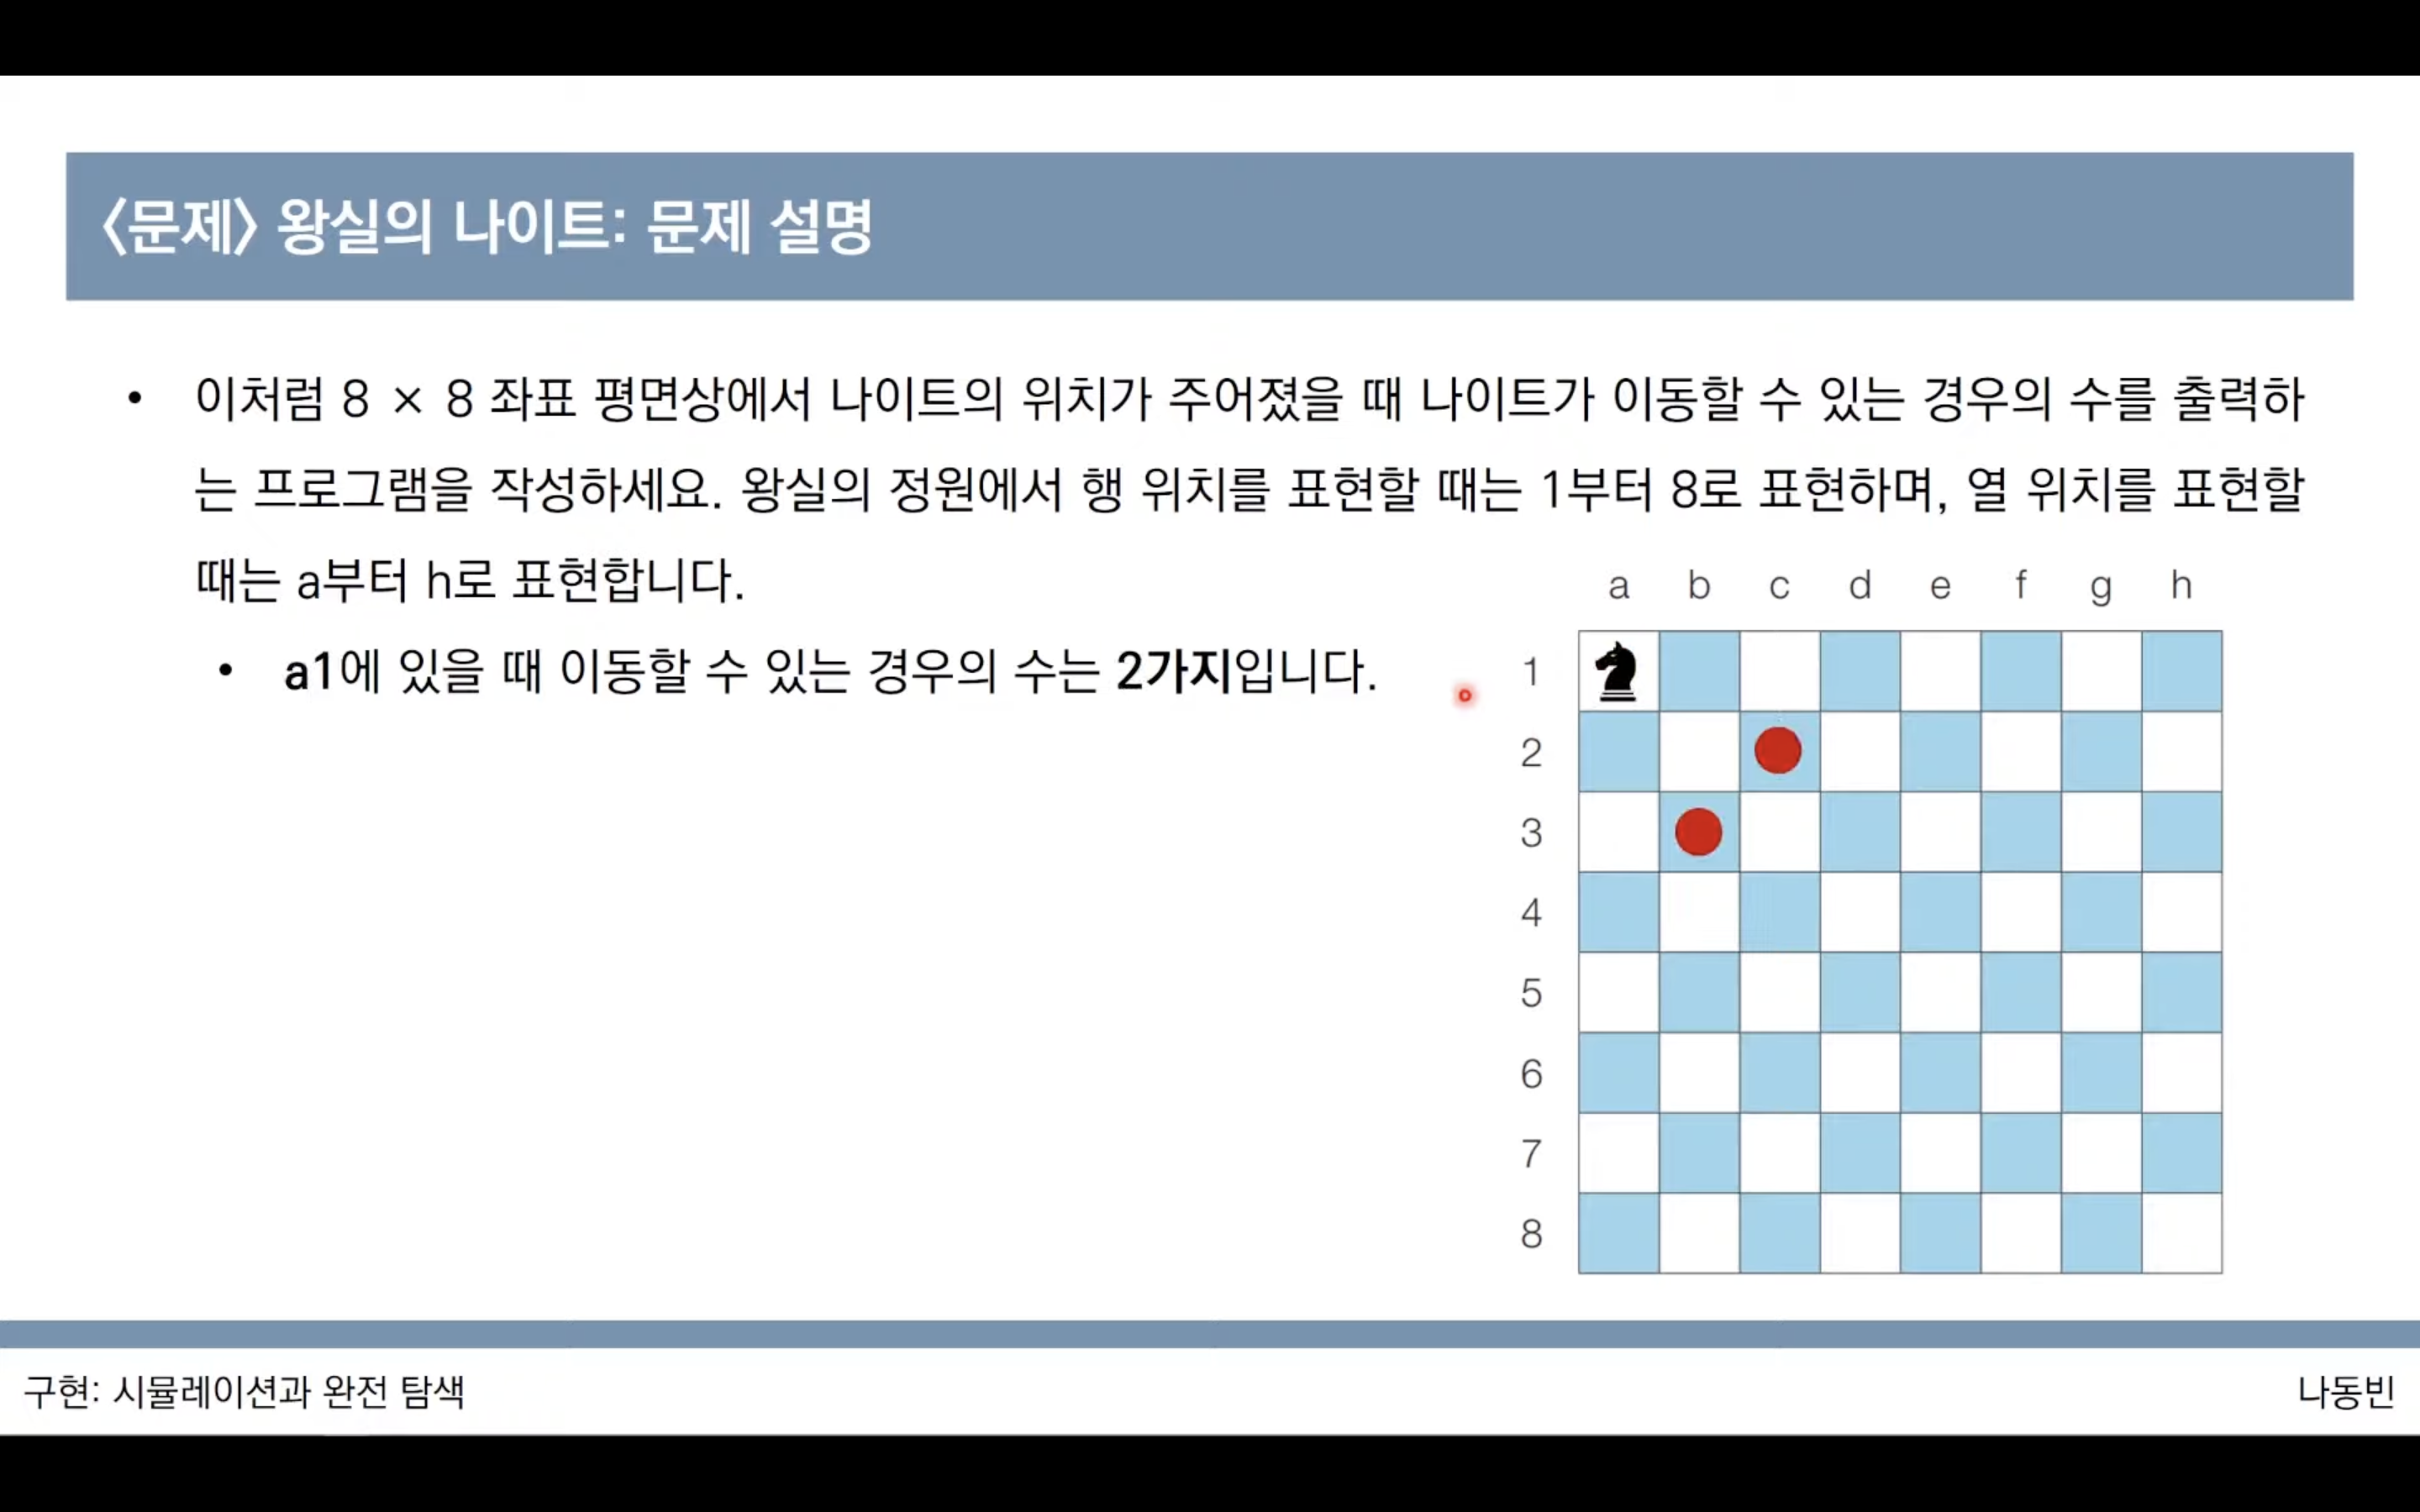 〈문제〉 왕실의 나이트: 문제 설명
• 이처럼 8 × 8 좌표 평면상에서 나이트의 위치가 주어졌을 때 나이트가 이동할 수 있는 경우의 수를 출력하
는 프로그램을 작성하세요. 왕실의 정원에서 행 위치를 표현할 때는 1부터 8로 표현하며, 열 위치를 표현할
때는 a부터 h로 표현합니다.
• a1에 있을 때 이동할 수 있는 경우의 수는 2가지입니다.
a b c d e f g h
1
2
3
4
5
6
7
8
구현: 시뮬레이션과 완전 탐색
나동빈